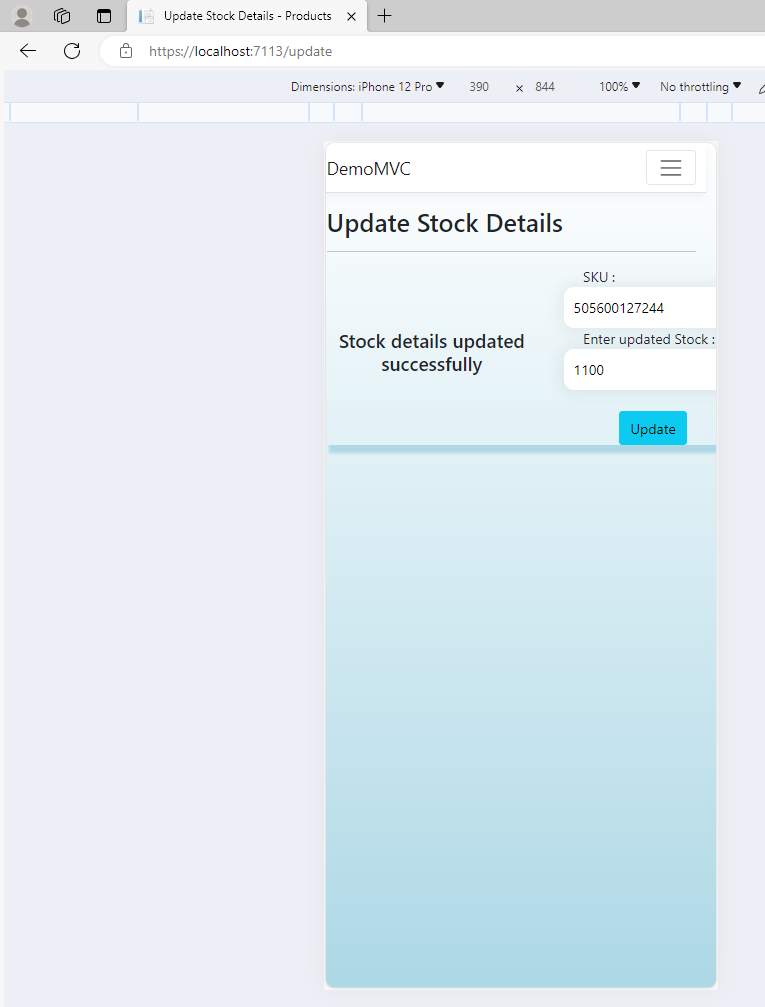 Update Stock Details - Products
https://localhost:7113/update
Dimensions: iPhone 12 Pro 390 × 844 100% No throttling
DemoMVC
Update Stock Details
SKU :
505600127244
Enter updated Stock :
1100
Stock details updated
successfully
Update